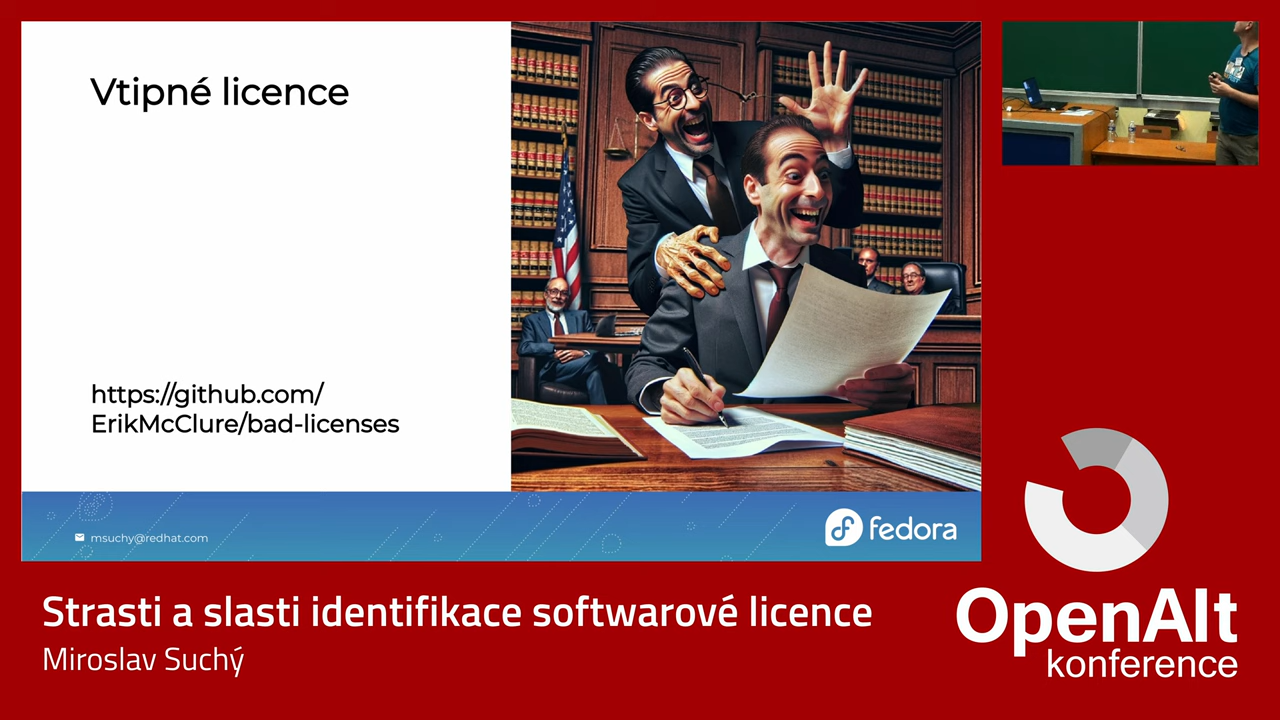 Vtipné licence
https://github.com/
ErikMcClure/bad-licenses
msuchy@redhat.com
fedora
Strasti a slasti identifikace softwarové licence
Miroslav Suchý
OpenAlt
konference